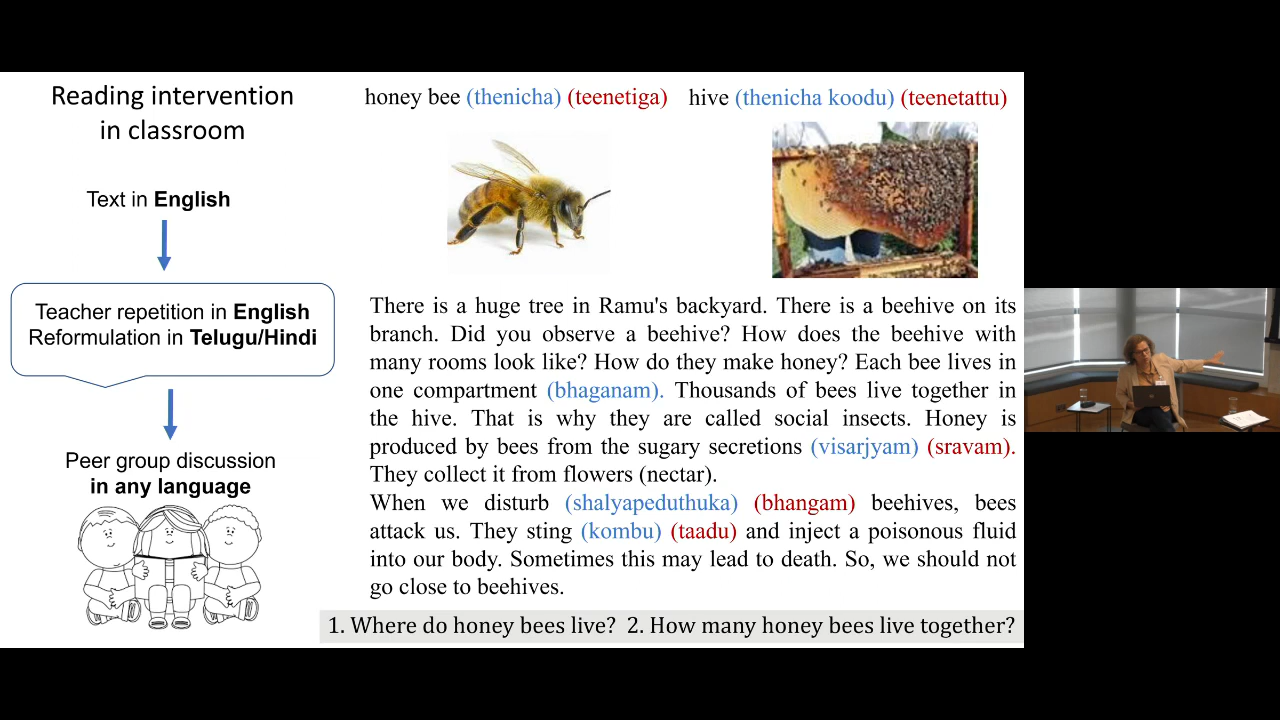 Reading intervention
in classroom
Text in English
Teacher repetition in English
Reformulation in Telugu/Hindi
Peer group discussion
in any language
honey bee (thenicha) (teenetiga) hive (thenicha koodu) (teenetattu)
There is a huge tree in Ramu's backyard. There is a beehive on its
branch. Did you observe a beehive? How does the beehive with
many rooms look like? How do they make honey? Each bee lives in
one compartment (bhaganam). Thousands of bees live together in
the hive. That is why they are called social insects. Honey is
produced by bees from the sugary secretions (visarjyam) (sravam).
They collect it from flowers (nectar).
When we disturb (shalyapeduthuka) (bhangam) beehives, bees
attack us. They sting (kombu) (taadu) and inject a poisonous fluid
into our body. Sometimes this may lead to death. So, we should not
go close to beehives.
1. Where do honey bees live? 2. How many honey bees live together?